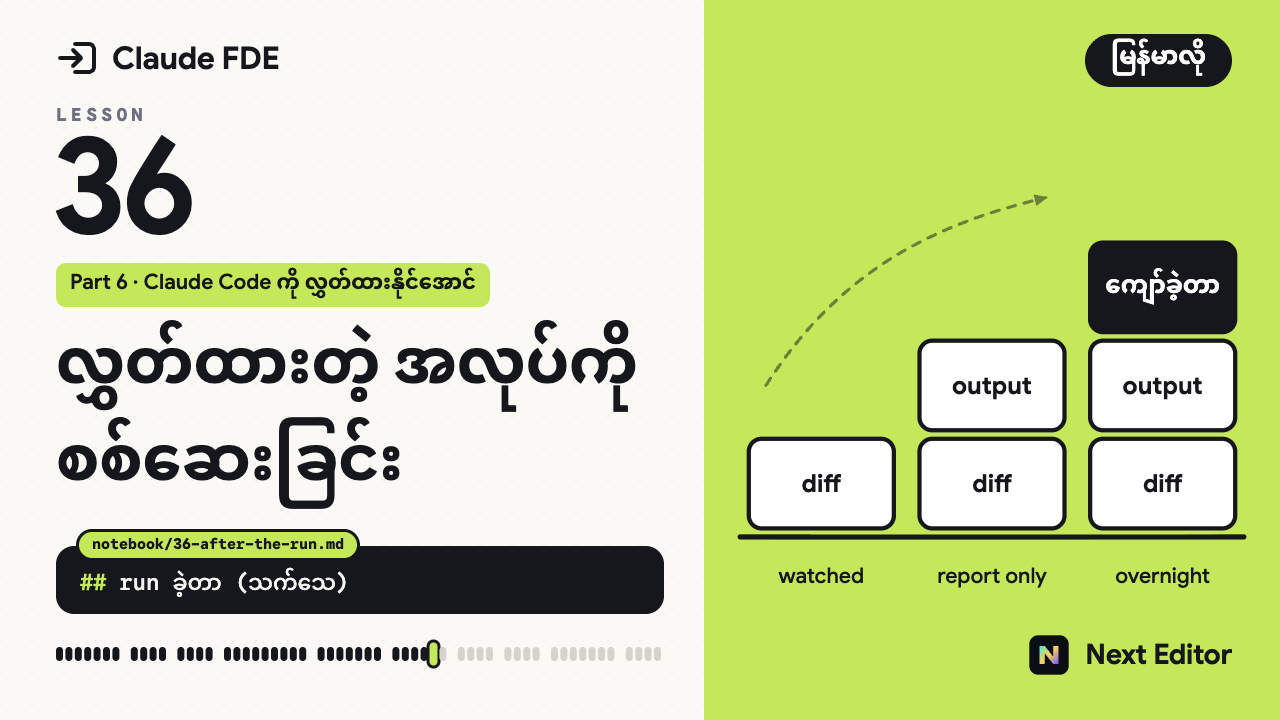 Claude FDE
မြန်မာလို
LESSON
36
Part 6 · Claude Code ကို လွှတ်ထားနိုင်အောင်
လွှတ်ထားတဲ့ အလုပ်ကို
စစ်ဆေးခြင်း
notebook/36-after-the-run.md
## run ခဲ့တာ (သက်သေ)
ကျော်ခဲ့တာ
output
output
diff
diff
diff
watched
report only
overnight
N
Next Editor